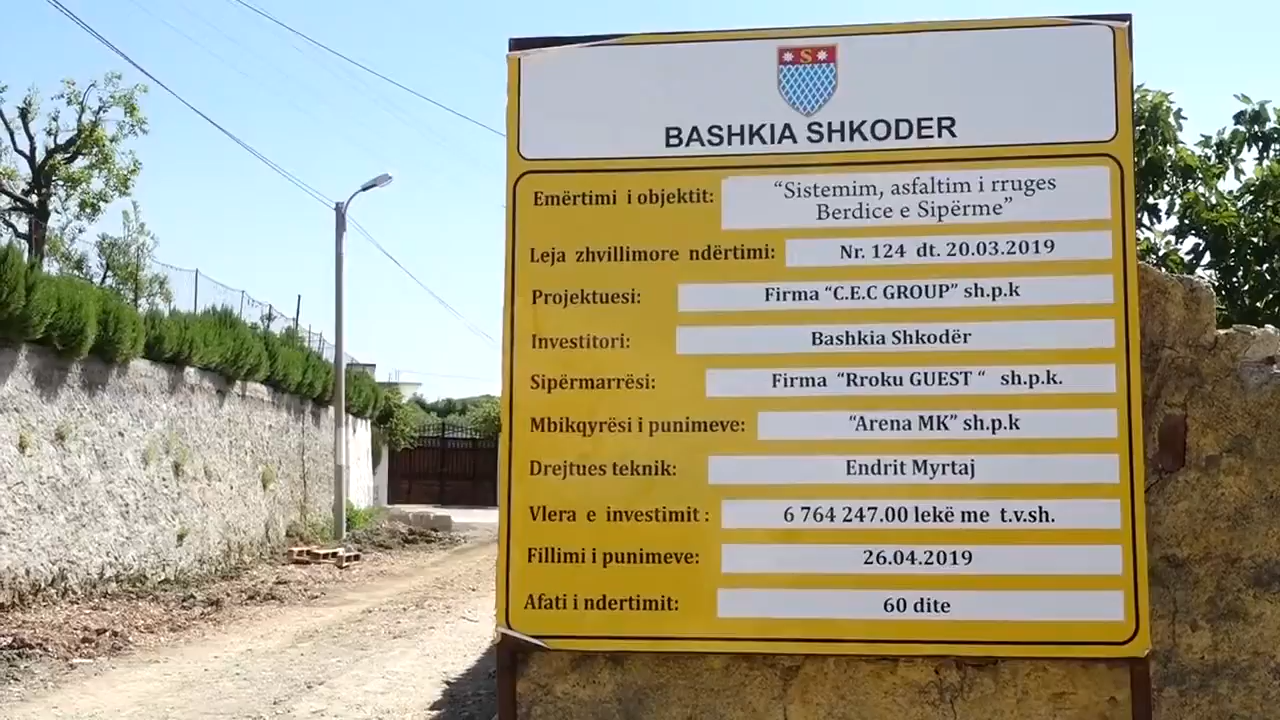 S
BASHKIA SHKODER
Emërtimi i objektit: “Sistemim, asfaltim i rruges
Berdice e Sipërme”
Leja zhvillimore ndërtimi: Nr. 124 dt. 20.03.2019
Projektuesi: Firma “C.E.C GROUP” sh.p.k
Investitori: Bashkia Shkodër
Sipërmarrësi: Firma “Rroku GUEST “ sh.p.k.
Mbikqyrësi i punimeve: “Arena MK” sh.p.k
Drejtues teknik: Endrit Myrtaj
Vlera e investimit : 6 764 247.00 lekë me t.v.sh.
Fillimi i punimeve: 26.04.2019
Afati i ndertimit: 60 dite